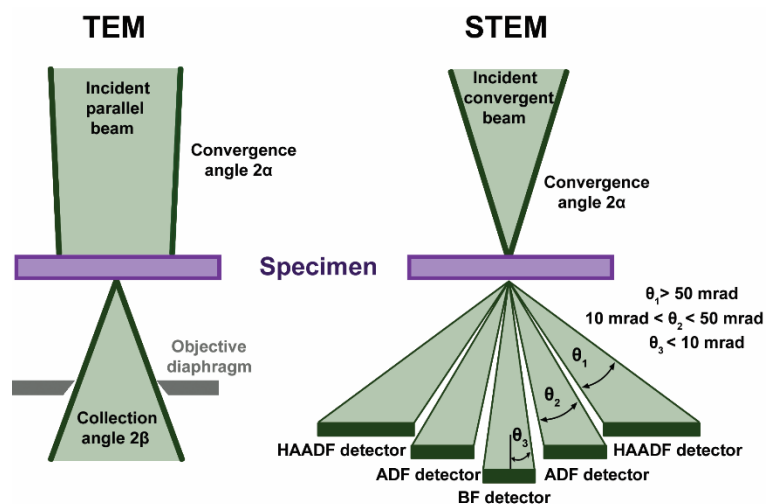 TEM
STEM
Incident
parallel
beam
Convergence
angle 2α
Incident
convergent
beam
Convergence
angle 2α
Specimen
θ₁> 50 mrad
10 mrad < θ₂ < 50 mrad
θ₃ < 10 mrad
Objective
diaphragm
Collection
angle 2β
θ₁
θ₂
θ₃
HAADF detector
ADF detector
BF detector
ADF detector
HAADF detector